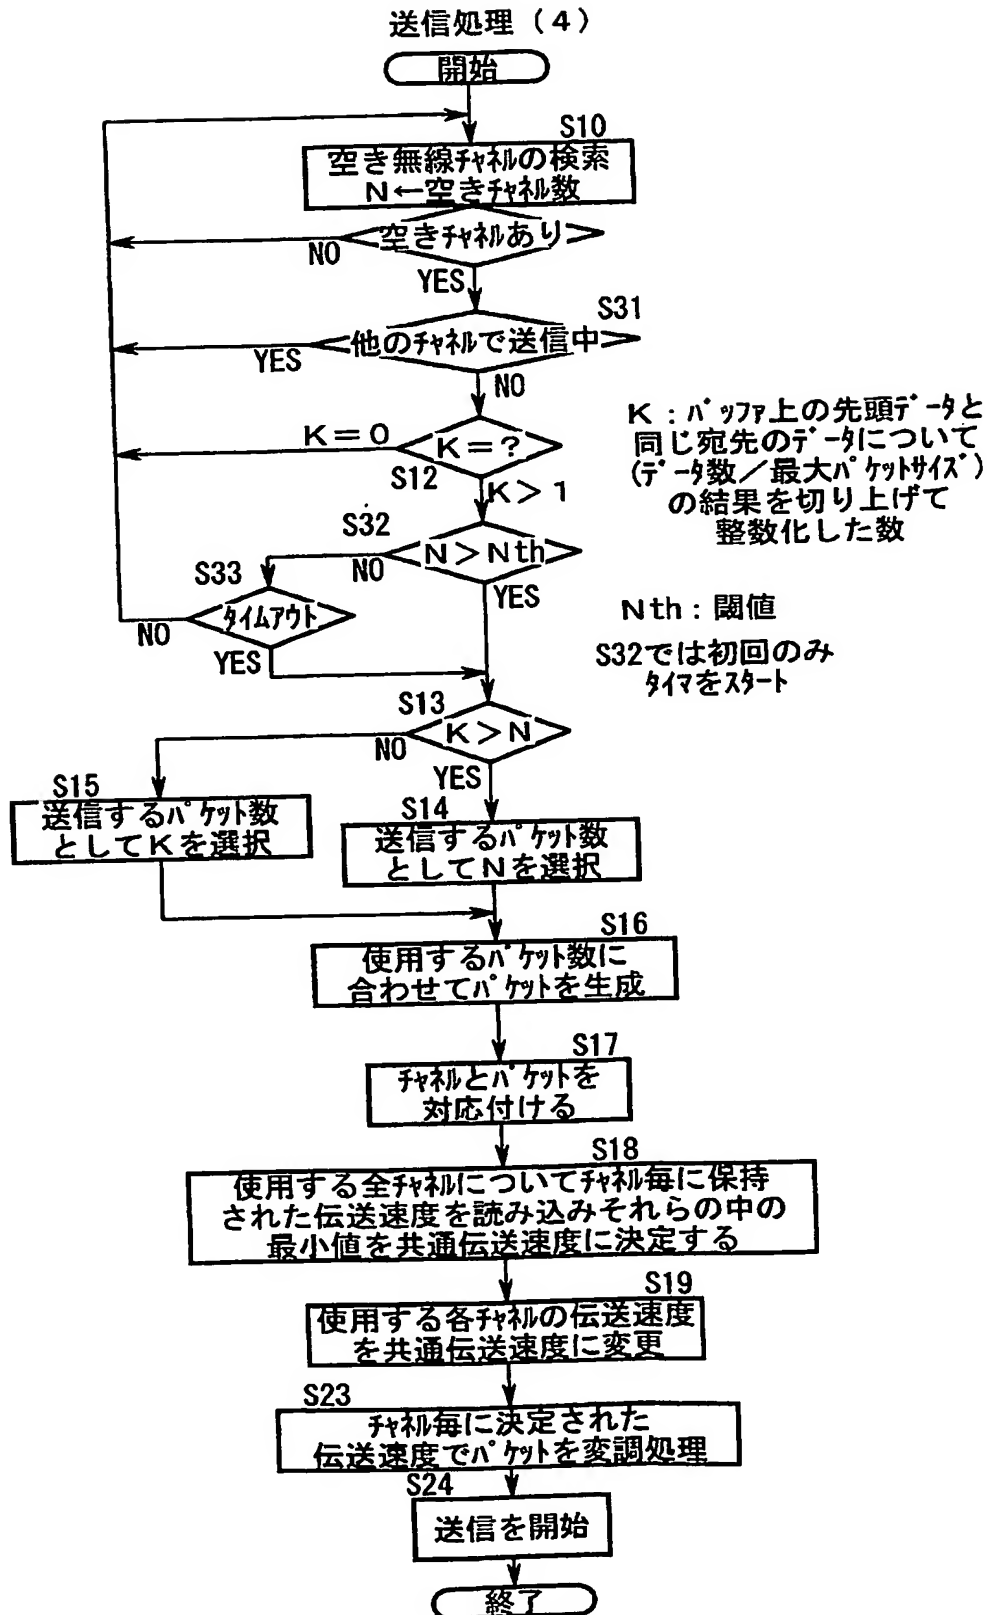 送信処理（4）
開始
S10
空き無線ﾁｬﾈﾙの検索
N←空きﾁｬﾈﾙ数
空きﾁｬﾈﾙあり
NO
YES
S31
他のﾁｬﾈﾙで送信中
YES
NO
K＝0
K＝？
S12
K＞1
K：ﾊﾞｯﾌｧ上の先頭ﾃﾞｰﾀと
同じ宛先のﾃﾞｰﾀについて
(ﾃﾞｰﾀ数／最大ﾊﾟｹｯﾄｻｲｽﾞ)
の結果を切り上げて
整数化した数
S32
N＞Nth
NO
YES
S33
ﾀｲﾑｱｳﾄ
NO
YES
Nth：閾値
S32では初回のみ
ﾀｲﾏをｽﾀｰﾄ
S13
K＞N
NO
YES
S15
送信するﾊﾟｹｯﾄ数
としてKを選択
S14
送信するﾊﾟｹｯﾄ数
としてNを選択
S16
使用するﾊﾟｹｯﾄ数に
合わせてﾊﾟｹｯﾄを生成
S17
ﾁｬﾈﾙとﾊﾟｹｯﾄを
対応付ける
S18
使用する全ﾁｬﾈﾙについてﾁｬﾈﾙ毎に保持
された伝送速度を読み込みそれらの中の
最小値を共通伝送速度に決定する
S19
使用する各ﾁｬﾈﾙの伝送速度
を共通伝送速度に変更
S23
ﾁｬﾈﾙ毎に決定された
伝送速度でﾊﾟｹｯﾄを変調処理
S24
送信を開始
終了